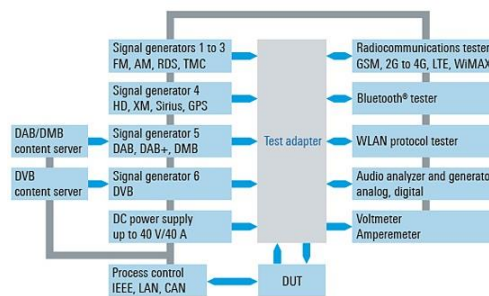 Signal generators 1 to 3
FM, AM, RDS, TMC
Signal generator 4
HD, XM, Sirius, GPS
DAB/DMB
content server
Signal generator 5
DAB, DAB+, DMB
DVB
content server
Signal generator 6
DVB
DC power supply
up to 40 V/40 A
Process control
IEEE, LAN, CAN
Test adapter
DUT
Radiocommunications tester
GSM, 2G to 4G, LTE, WiMAX
Bluetooth® tester
WLAN protocol tester
Audio analyzer and generator
analog, digital
Voltmeter
Amperemeter